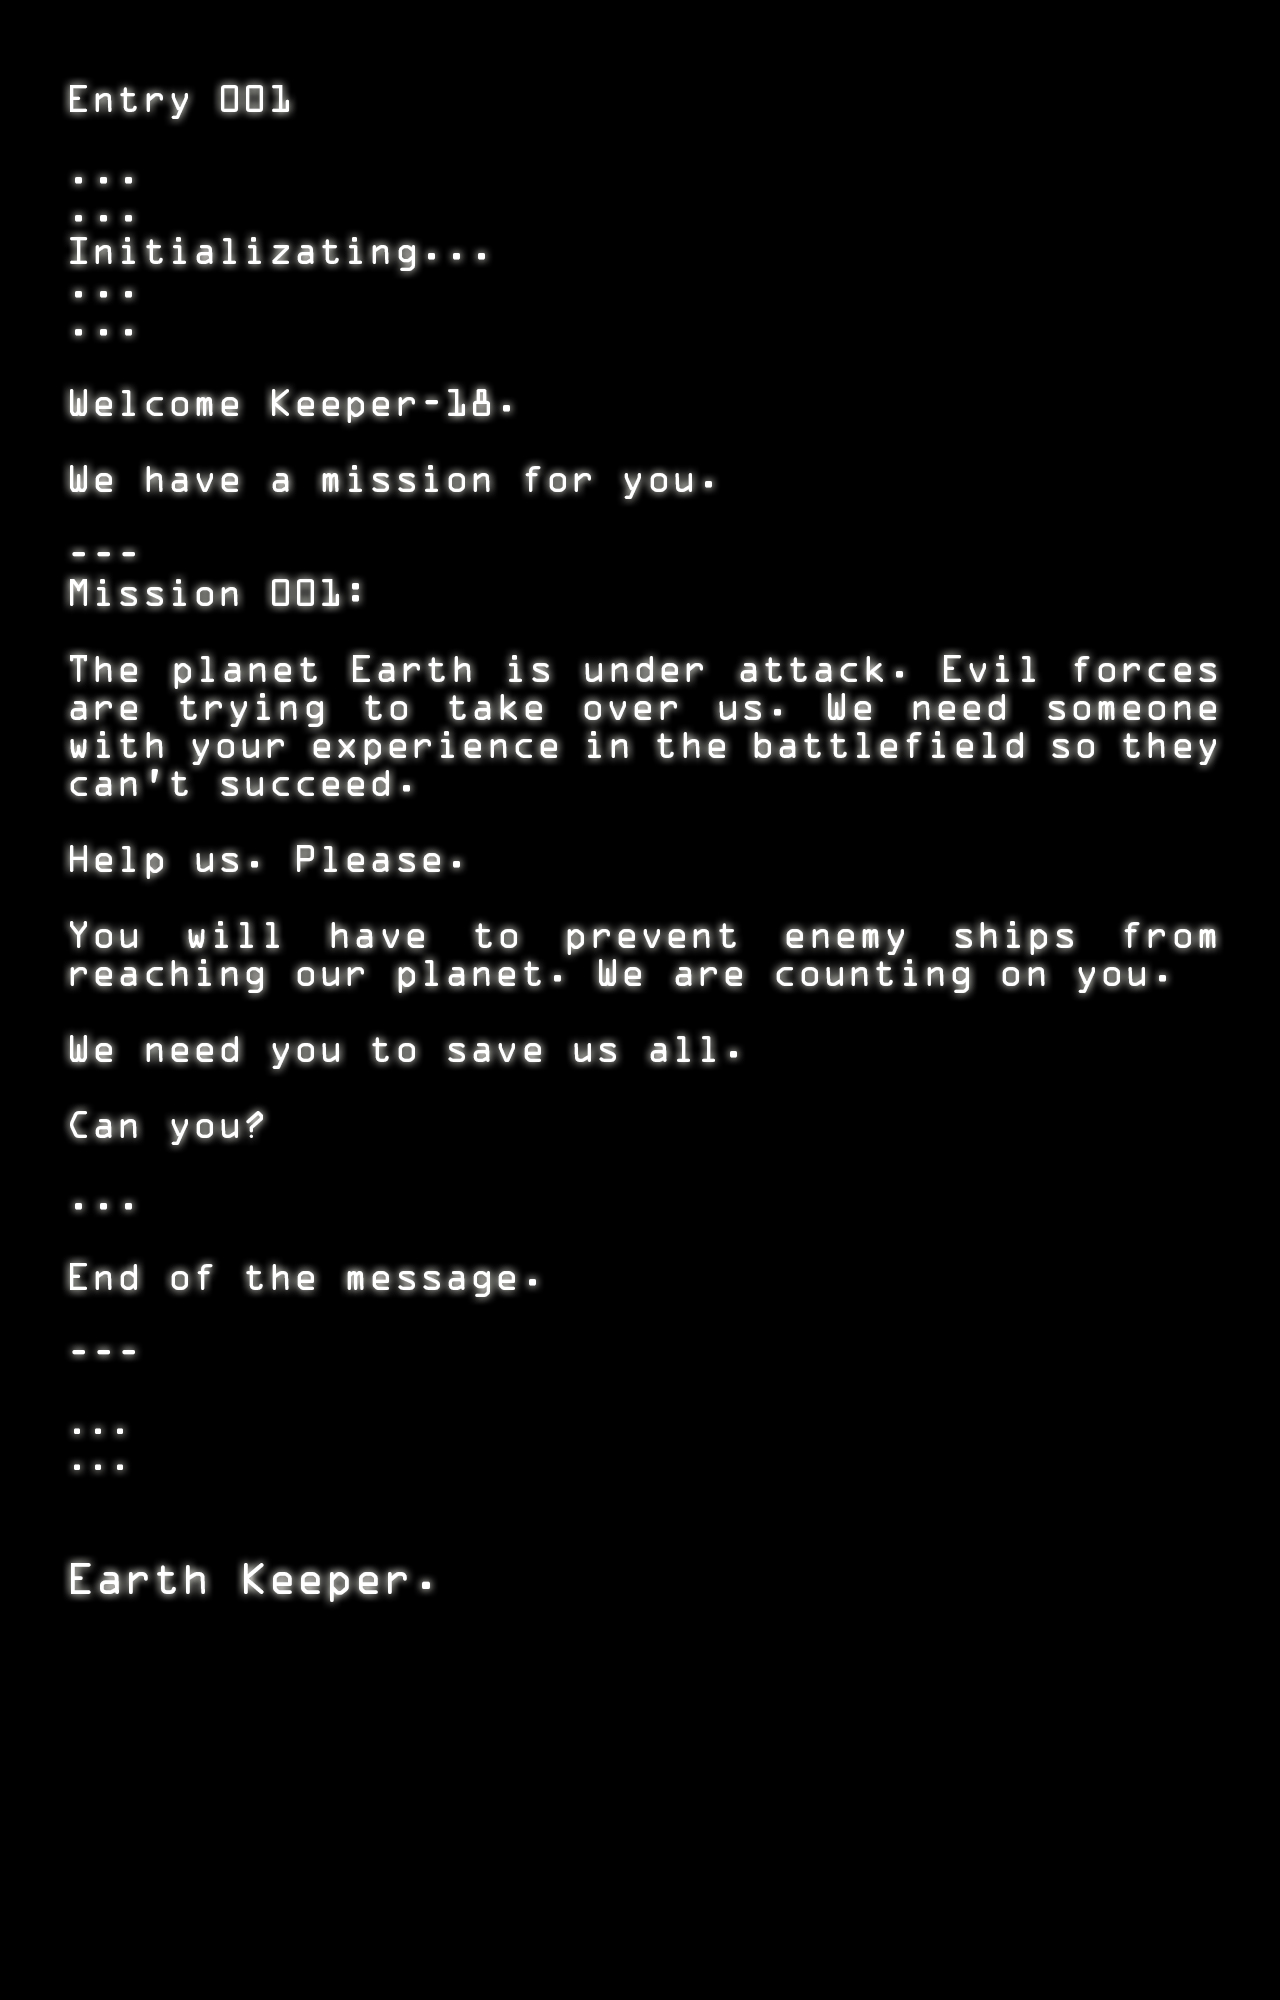 Entry 001
...
...
Initializating...
...
...
Welcome Keeper-18.
We have a mission for you.
---
Mission 001:
The planet Earth is under attack. Evil forces
are trying to take over us. We need someone
with your experience in the battlefield so they
can't succeed.
Help us. Please.
You will have to prevent enemy ships from
reaching our planet. We are counting on you.
We need you to save us all.
Can you?
...
End of the message.
---
...
...
Earth Keeper.